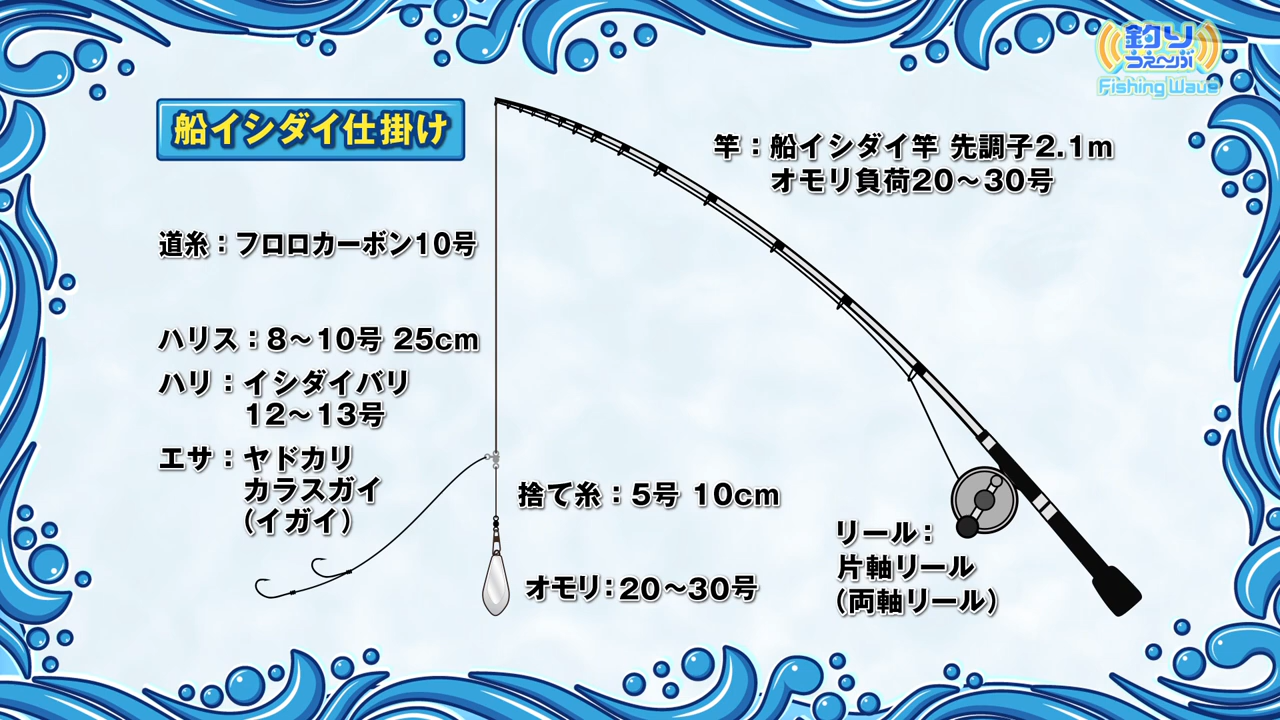 釣り
うぇ〜ぶ
Fishing Wave
船イシダイ仕掛け
竿：船イシダイ竿 先調子2.1m
オモリ負荷20〜30号
道糸：フロロカーボン10号
ハリス：8〜10号 25cm
ハリ：イシダイバリ
12〜13号
エサ：ヤドカリ
カラスガイ
（イガイ）
捨て糸：5号 10cm
オモリ：20〜30号
リール：
片軸リール
（両軸リール）